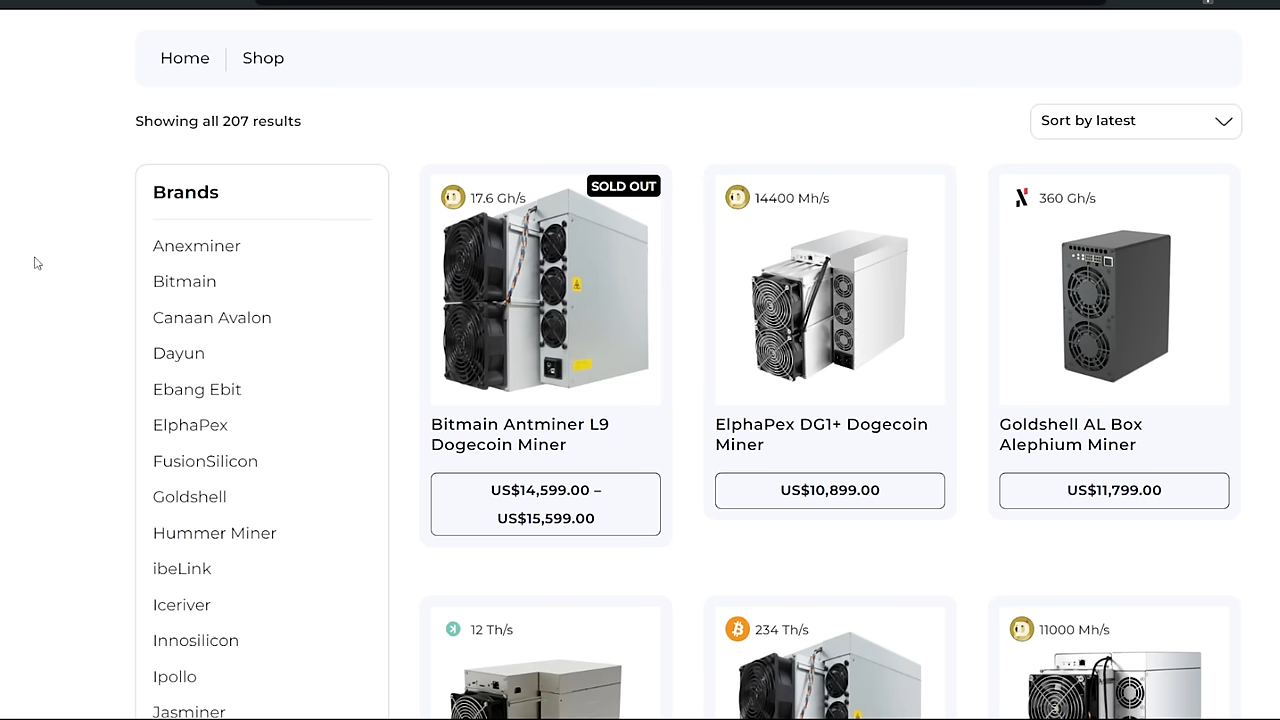 Home
Shop
Showing all 207 results
Sort by latest
Brands
Anexminer
Bitmain
Canaan Avalon
Dayun
Ebang Ebit
ElphaPex
FusionSilicon
Goldshell
Hummer Miner
ibeLink
Iceriver
Innosilicon
Ipollo
Jasminer
17.6 Gh/s
SOLD OUT
Bitmain Antminer L9
Dogecoin Miner
US$14,599.00 –
US$15,599.00
14400 Mh/s
ElphaPex DG1+ Dogecoin
Miner
US$10,899.00
360 Gh/s
Goldshell AL Box
Alephium Miner
US$11,799.00
12 Th/s
234 Th/s
11000 Mh/s